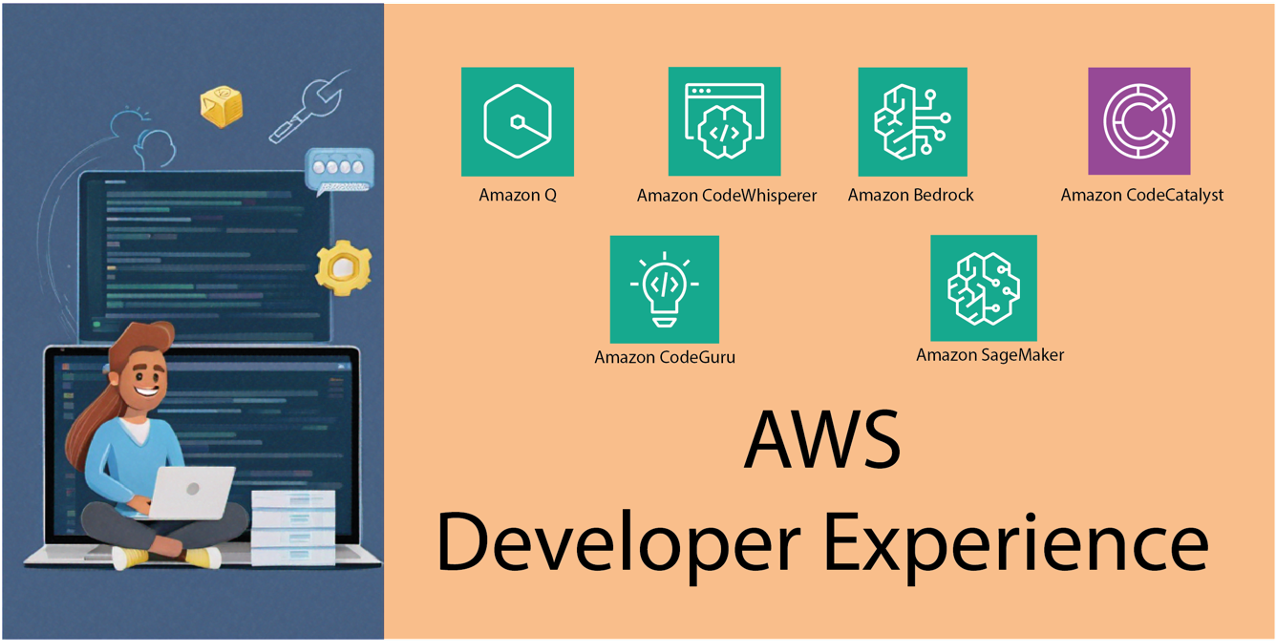 Amazon Q
Amazon CodeWhisperer
Amazon Bedrock
Amazon CodeCatalyst
Amazon CodeGuru
Amazon SageMaker
AWS
Developer Experience